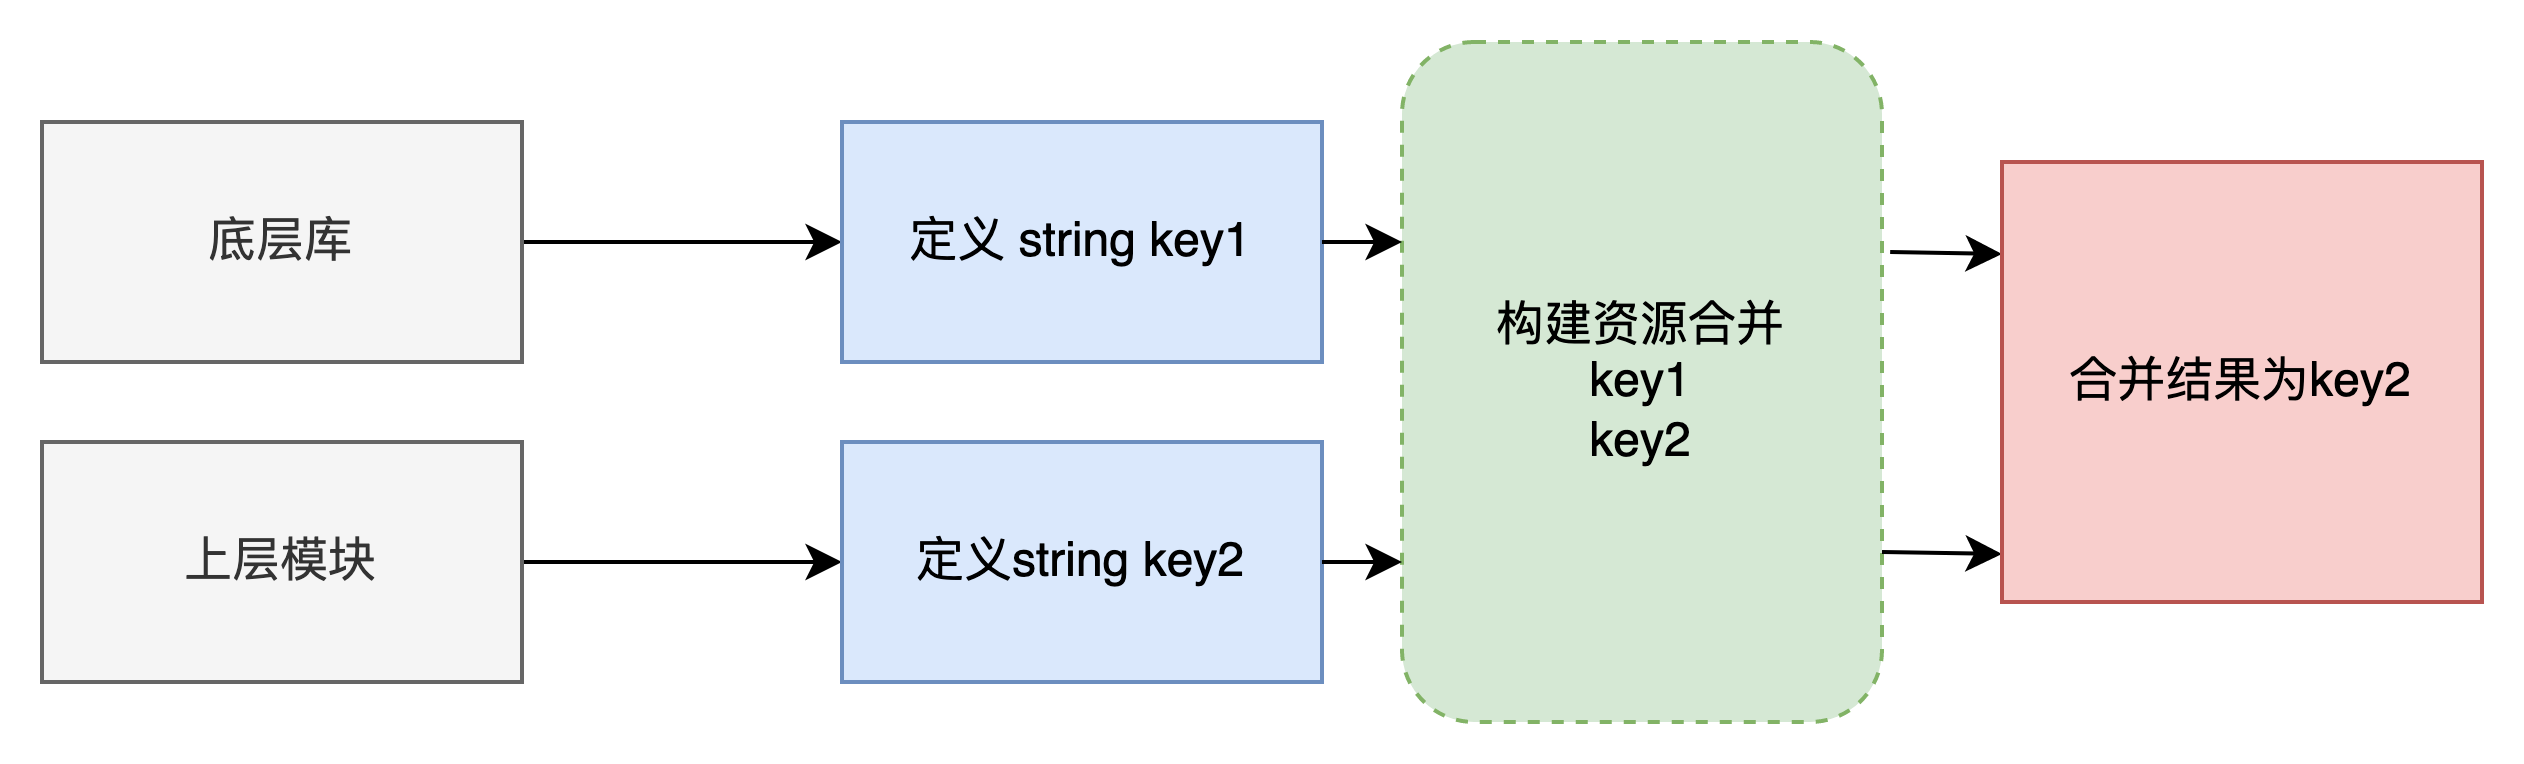 底层库
定义 string key1
上层模块
定义string key2
构建资源合并
key1
key2
合并结果为key2